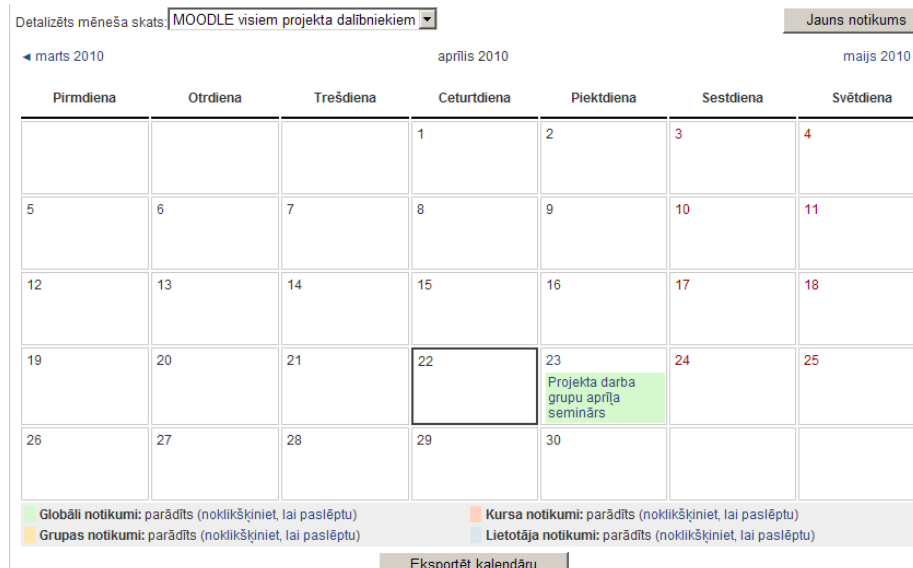 Detalizēts mēneša skats: MOODLE visiem projekta dalībniekiem Jauns notikums
◄ marts 2010 aprīlis 2010 maijs 2010
Pirmdiena Otrdiena Trešdiena Ceturtdiena Piektdiena Sestdiena Svētdiena
1 2 3 4
5 6 7 8 9 10 11
12 13 14 15 16 17 18
19 20 21 22 23 24 25
Projekta darba
grupu aprīļa
seminārs
26 27 28 29 30
Globāli notikumi: parādīts (noklikšķiniet, lai paslēptu) Kursa notikumi: parādīts (noklikšķiniet, lai paslēptu)
Grupas notikumi: parādīts (noklikšķiniet, lai paslēptu) Lietotāja notikumi: parādīts (noklikšķiniet, lai paslēptu)
Eksportēt kalendāru